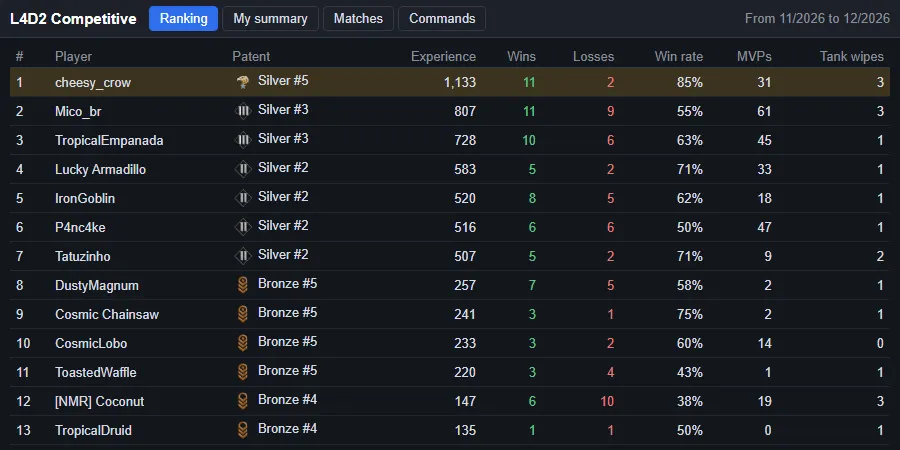 L4D2 Competitive Ranking My summary Matches Commands From 11/2026 to 12/2026
# Player Patent Experience Wins Losses Win rate MVPs Tank wipes
1 cheesy_crow Silver #5 1,133 11 2 85% 31 3
2 Mico_br Silver #3 807 11 9 55% 61 3
3 TropicalEmpanada Silver #3 728 10 6 63% 45 1
4 Lucky Armadillo Silver #2 583 5 2 71% 33 1
5 IronGoblin Silver #2 520 8 5 62% 18 1
6 P4nc4ke Silver #2 516 6 6 50% 47 1
7 Tatuzinho Silver #2 507 5 2 71% 9 2
8 DustyMagnum Bronze #5 257 7 5 58% 2 1
9 Cosmic Chainsaw Bronze #5 241 3 1 75% 2 1
10 CosmicLobo Bronze #5 233 3 2 60% 14 0
11 ToastedWaffle Bronze #5 220 3 4 43% 1 1
12 [NMR] Coconut Bronze #4 147 6 10 38% 19 3
13 TropicalDruid Bronze #4 135 1 1 50% 0 1